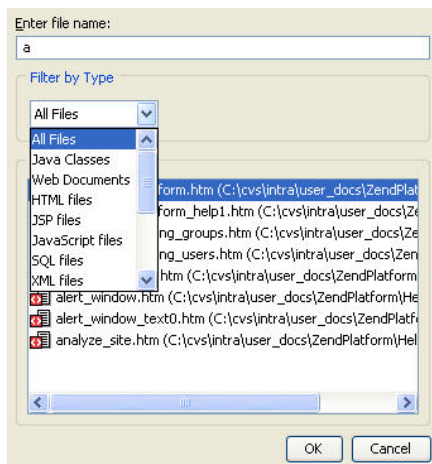 Enter file name:
a
Filter by Type
All Files
All Files
Java Classes
Web Documents
HTML files
JSP files
JavaScript files
SQL files
XML files
form.htm (C:\cvs\intra\user_docs\ZendPlat
form_help1.htm (C:\cvs\intra\user_docs\Ze
ng_groups.htm (C:\cvs\intra\user_docs\Ze
ng_users.htm (C:\cvs\intra\user_docs\Zend
htm (C:\cvs\intra\user_docs\ZendPlatform
alert_window.htm (C:\cvs\intra\user_docs\ZendPlatform\He
alert_window_text0.htm (C:\cvs\intra\user_docs\ZendPlatfo
analyze_site.htm (C:\cvs\intra\user_docs\ZendPlatform\Hel
OK
Cancel